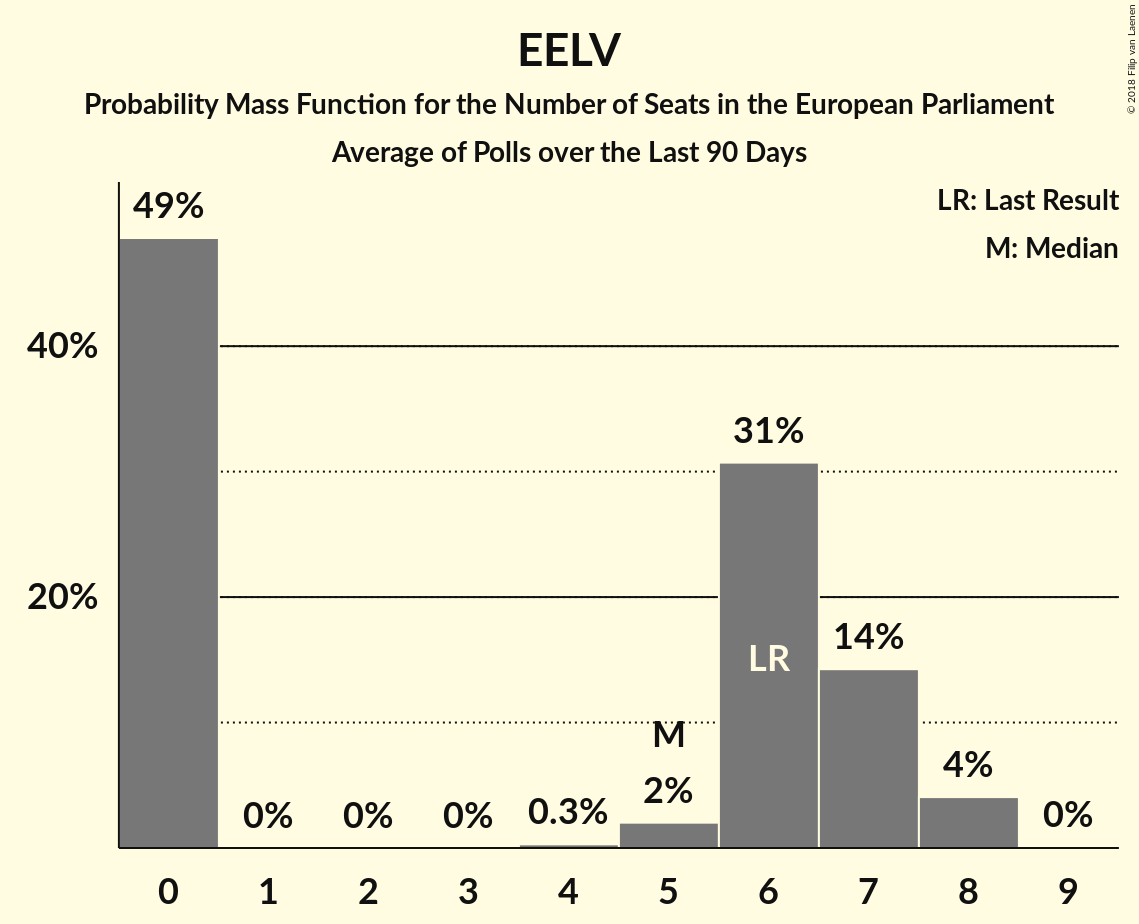 EELV
Probability Mass Function for the Number of Seats in the European Parliament
Average of Polls over the Last 90 Days
© 2018 Filip van Laenen
LR: Last Result
M: Median
49%
40%
31%
20%
14%
LR
M
4%
2%
0%
0%
0%
0.3%
0%
0 1 2 3 4 5 6 7 8 9